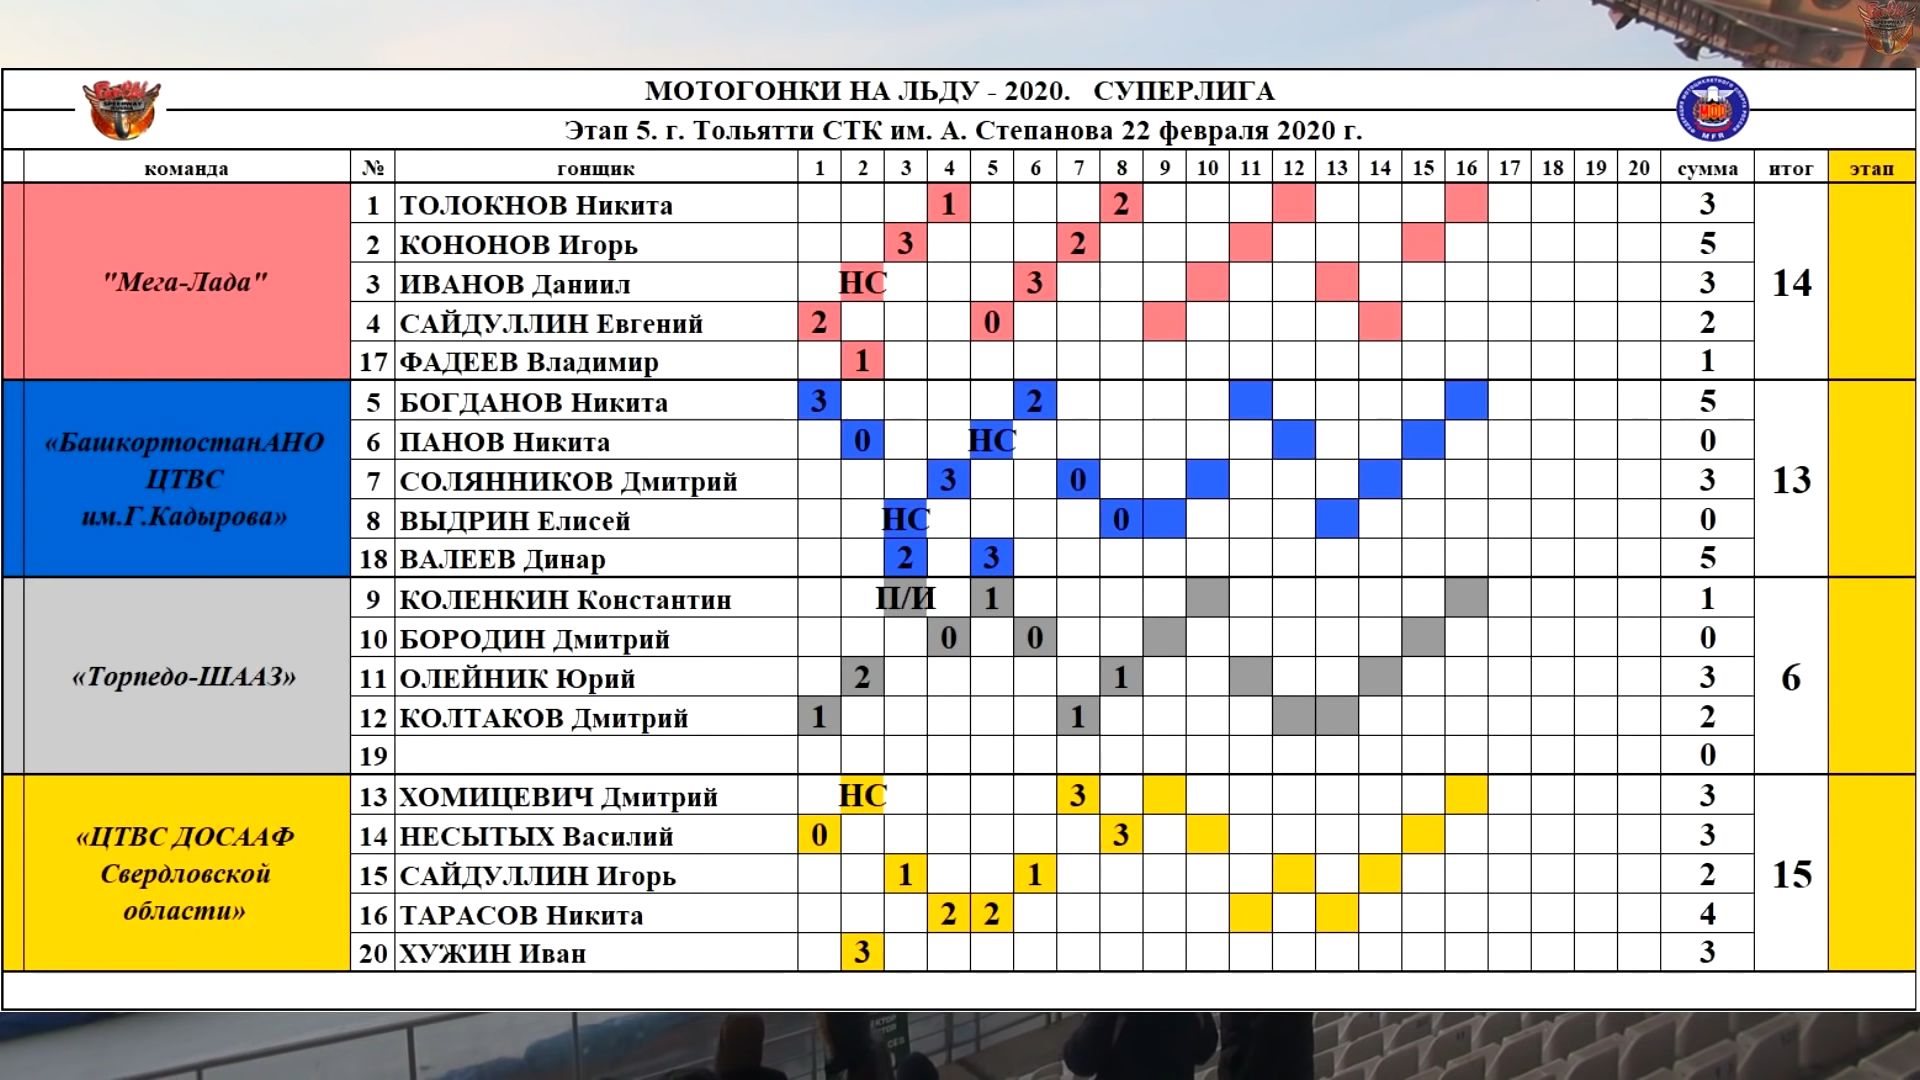 МОТОГОНКИ НА ЛЬДУ - 2020. СУПЕРЛИГА
Этап 5. г. Тольятти СТК им. А. Степанова 22 февраля 2020 г.
команда № гонщик 1 2 3 4 5 6 7 8 9 10 11 12 13 14 15 16 17 18 19 20 сумма итог этап
"Мега-Лада"
1 ТОЛОКНОВ Никита 1 2 3
2 КОНОНОВ Игорь 3 2 5
3 ИВАНОВ Даниил НС 3 3
14
4 САЙДУЛЛИН Евгений 2 0 2
17 ФАДЕЕВ Владимир 1 1
«БашкортостанАНО
ЦТВС
им.Г.Кадырова»
5 БОГДАНОВ Никита 3 2 5
6 ПАНОВ Никита 0 НС 0
7 СОЛЯННИКОВ Дмитрий 3 0 3
13
8 ВЫДРИН Елисей НС 0 0
18 ВАЛЕЕВ Динар 2 3 5
«Торпедо-ШААЗ»
9 КОЛЕНКИН Константин П/И 1 1
10 БОРОДИН Дмитрий 0 0 0
11 ОЛЕЙНИК Юрий 2 1 3
6
12 КОЛТАКОВ Дмитрий 1 1 2
19 0
«ЦТВС ДОСААФ
Свердловской
области»
13 ХОМИЦЕВИЧ Дмитрий НС 3 3
14 НЕСЫТЫХ Василий 0 3 3
15 САЙДУЛЛИН Игорь 1 1 2
15
16 ТАРАСОВ Никита 2 2 4
20 ХУЖИН Иван 3 3